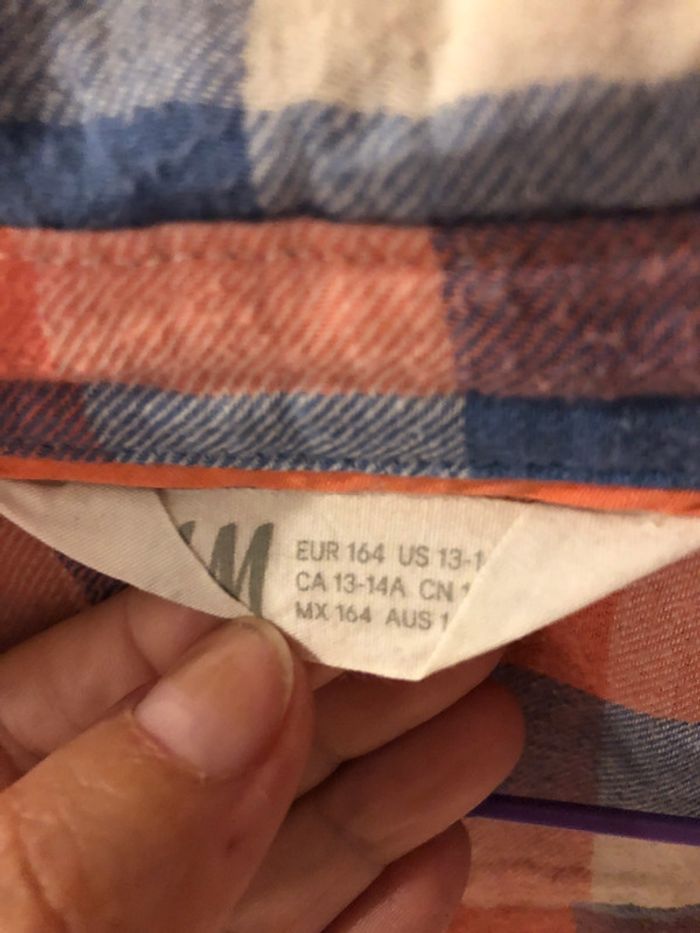 M
EUR 164 US 13-1
CA 13-14A CN 1
MX 164 AUS 1